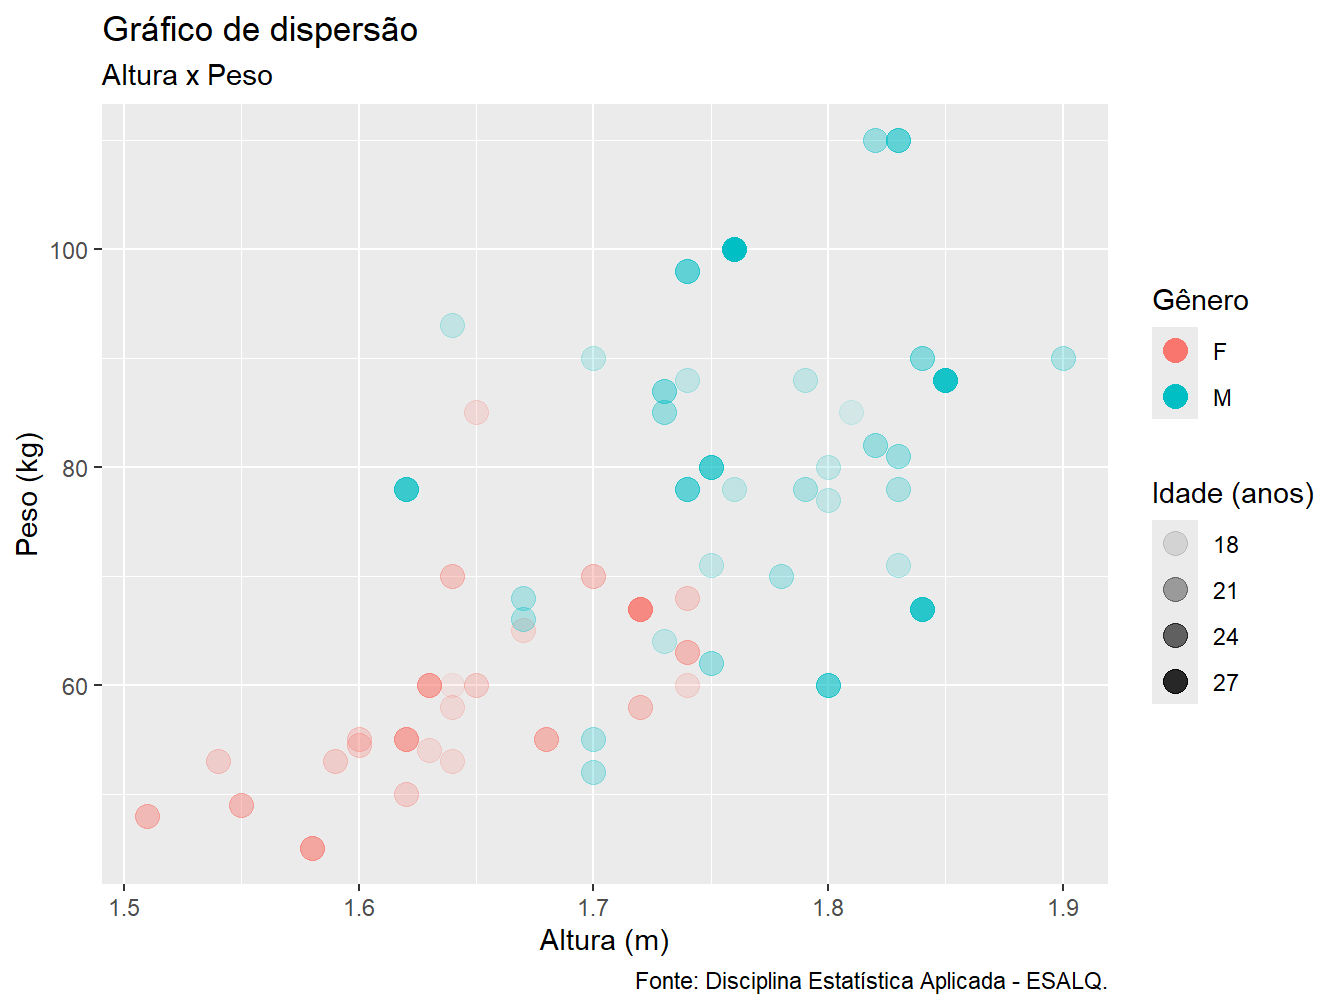 Gráfico de dispersão
Altura x Peso
Peso (kg)
100
80
60
1.5
1.6
1.7
1.8
1.9
Altura (m)
Gênero
F
M
Idade (anos)
18
21
24
27
Fonte: Disciplina Estatística Aplicada - ESALQ.